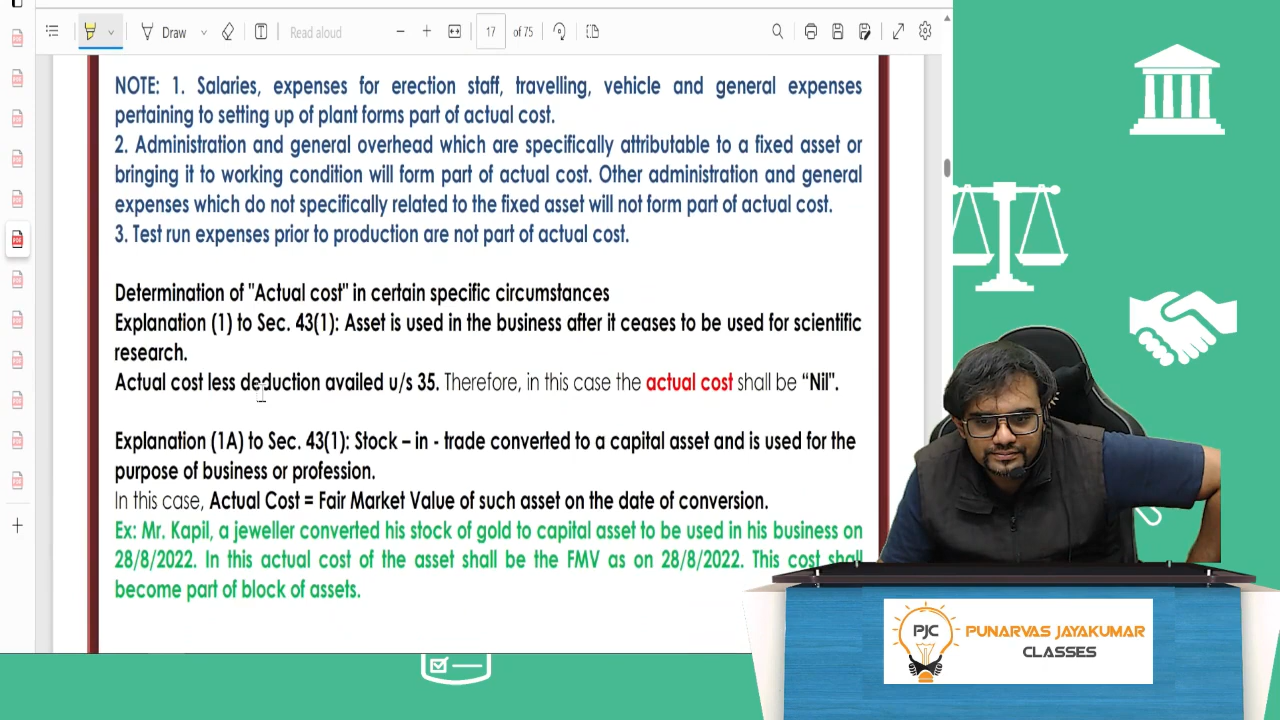 Draw
Read aloud
17
of 75
NOTE: 1. Salaries, expenses for erection staff, travelling, vehicle and general expenses
pertaining to setting up of plant forms part of actual cost.
2. Administration and general overhead which are specifically attributable to a fixed asset or
bringing it to working condition will form part of actual cost. Other administration and general
expenses which do not specifically related to the fixed asset will not form part of actual cost.
3. Test run expenses prior to production are not part of actual cost.
Determination of "Actual cost" in certain specific circumstances
Explanation (1) to Sec. 43(1): Asset is used in the business after it ceases to be used for scientific
research.
Actual cost less deduction availed u/s 35. Therefore, in this case the actual cost shall be “Nil”.
Explanation (1A) to Sec. 43(1): Stock – in - trade converted to a capital asset and is used for the
purpose of business or profession.
In this case, Actual Cost = Fair Market Value of such asset on the date of conversion.
Ex: Mr. Kapil, a jeweller converted his stock of gold to capital asset to be used in his business on
28/8/2022. In this actual cost of the asset shall be the FMV as on 28/8/2022. This cost shall
become part of block of assets.
PJC
PUNARVAS JAYAKUMAR
CLASSES